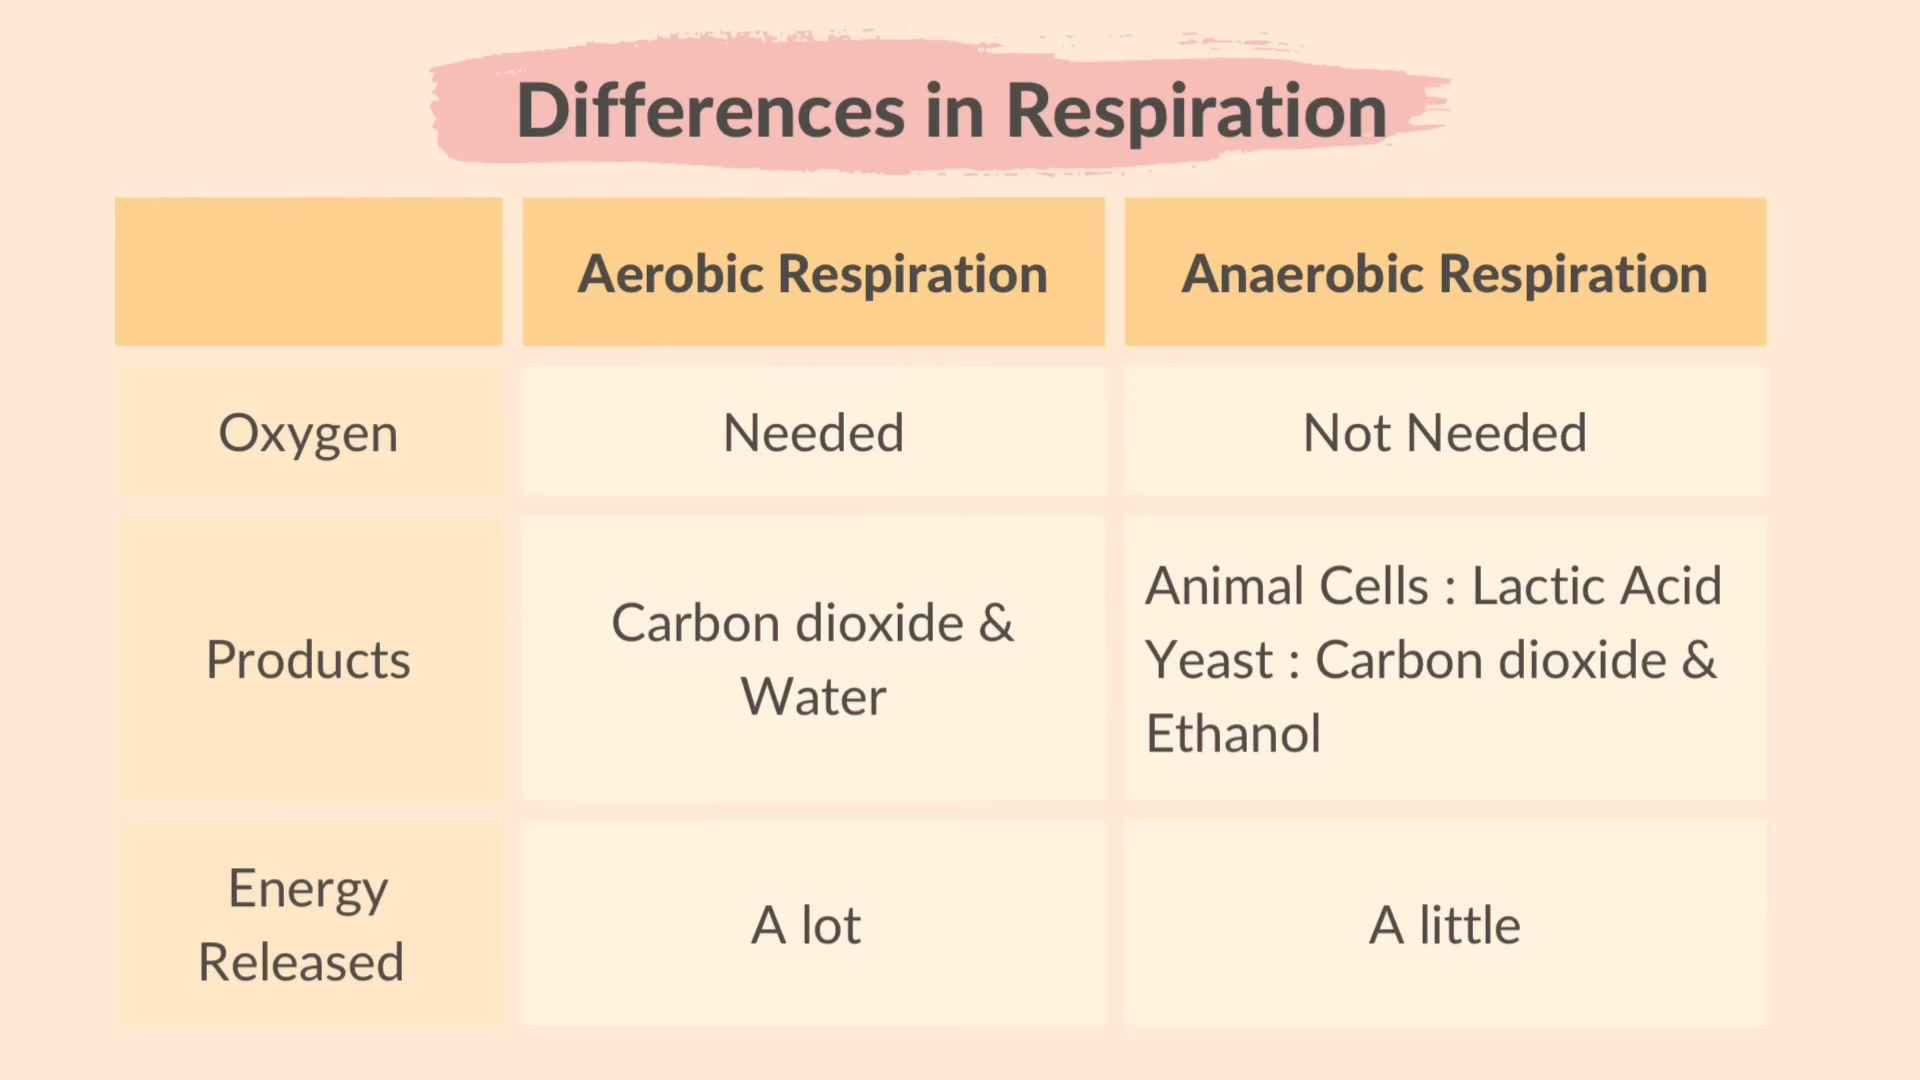 Differences in Respiration
Aerobic Respiration
Anaerobic Respiration
Oxygen
Needed
Not Needed
Products
Carbon dioxide &
Water
Animal Cells : Lactic Acid
Yeast : Carbon dioxide &
Ethanol
Energy
Released
A lot
A little